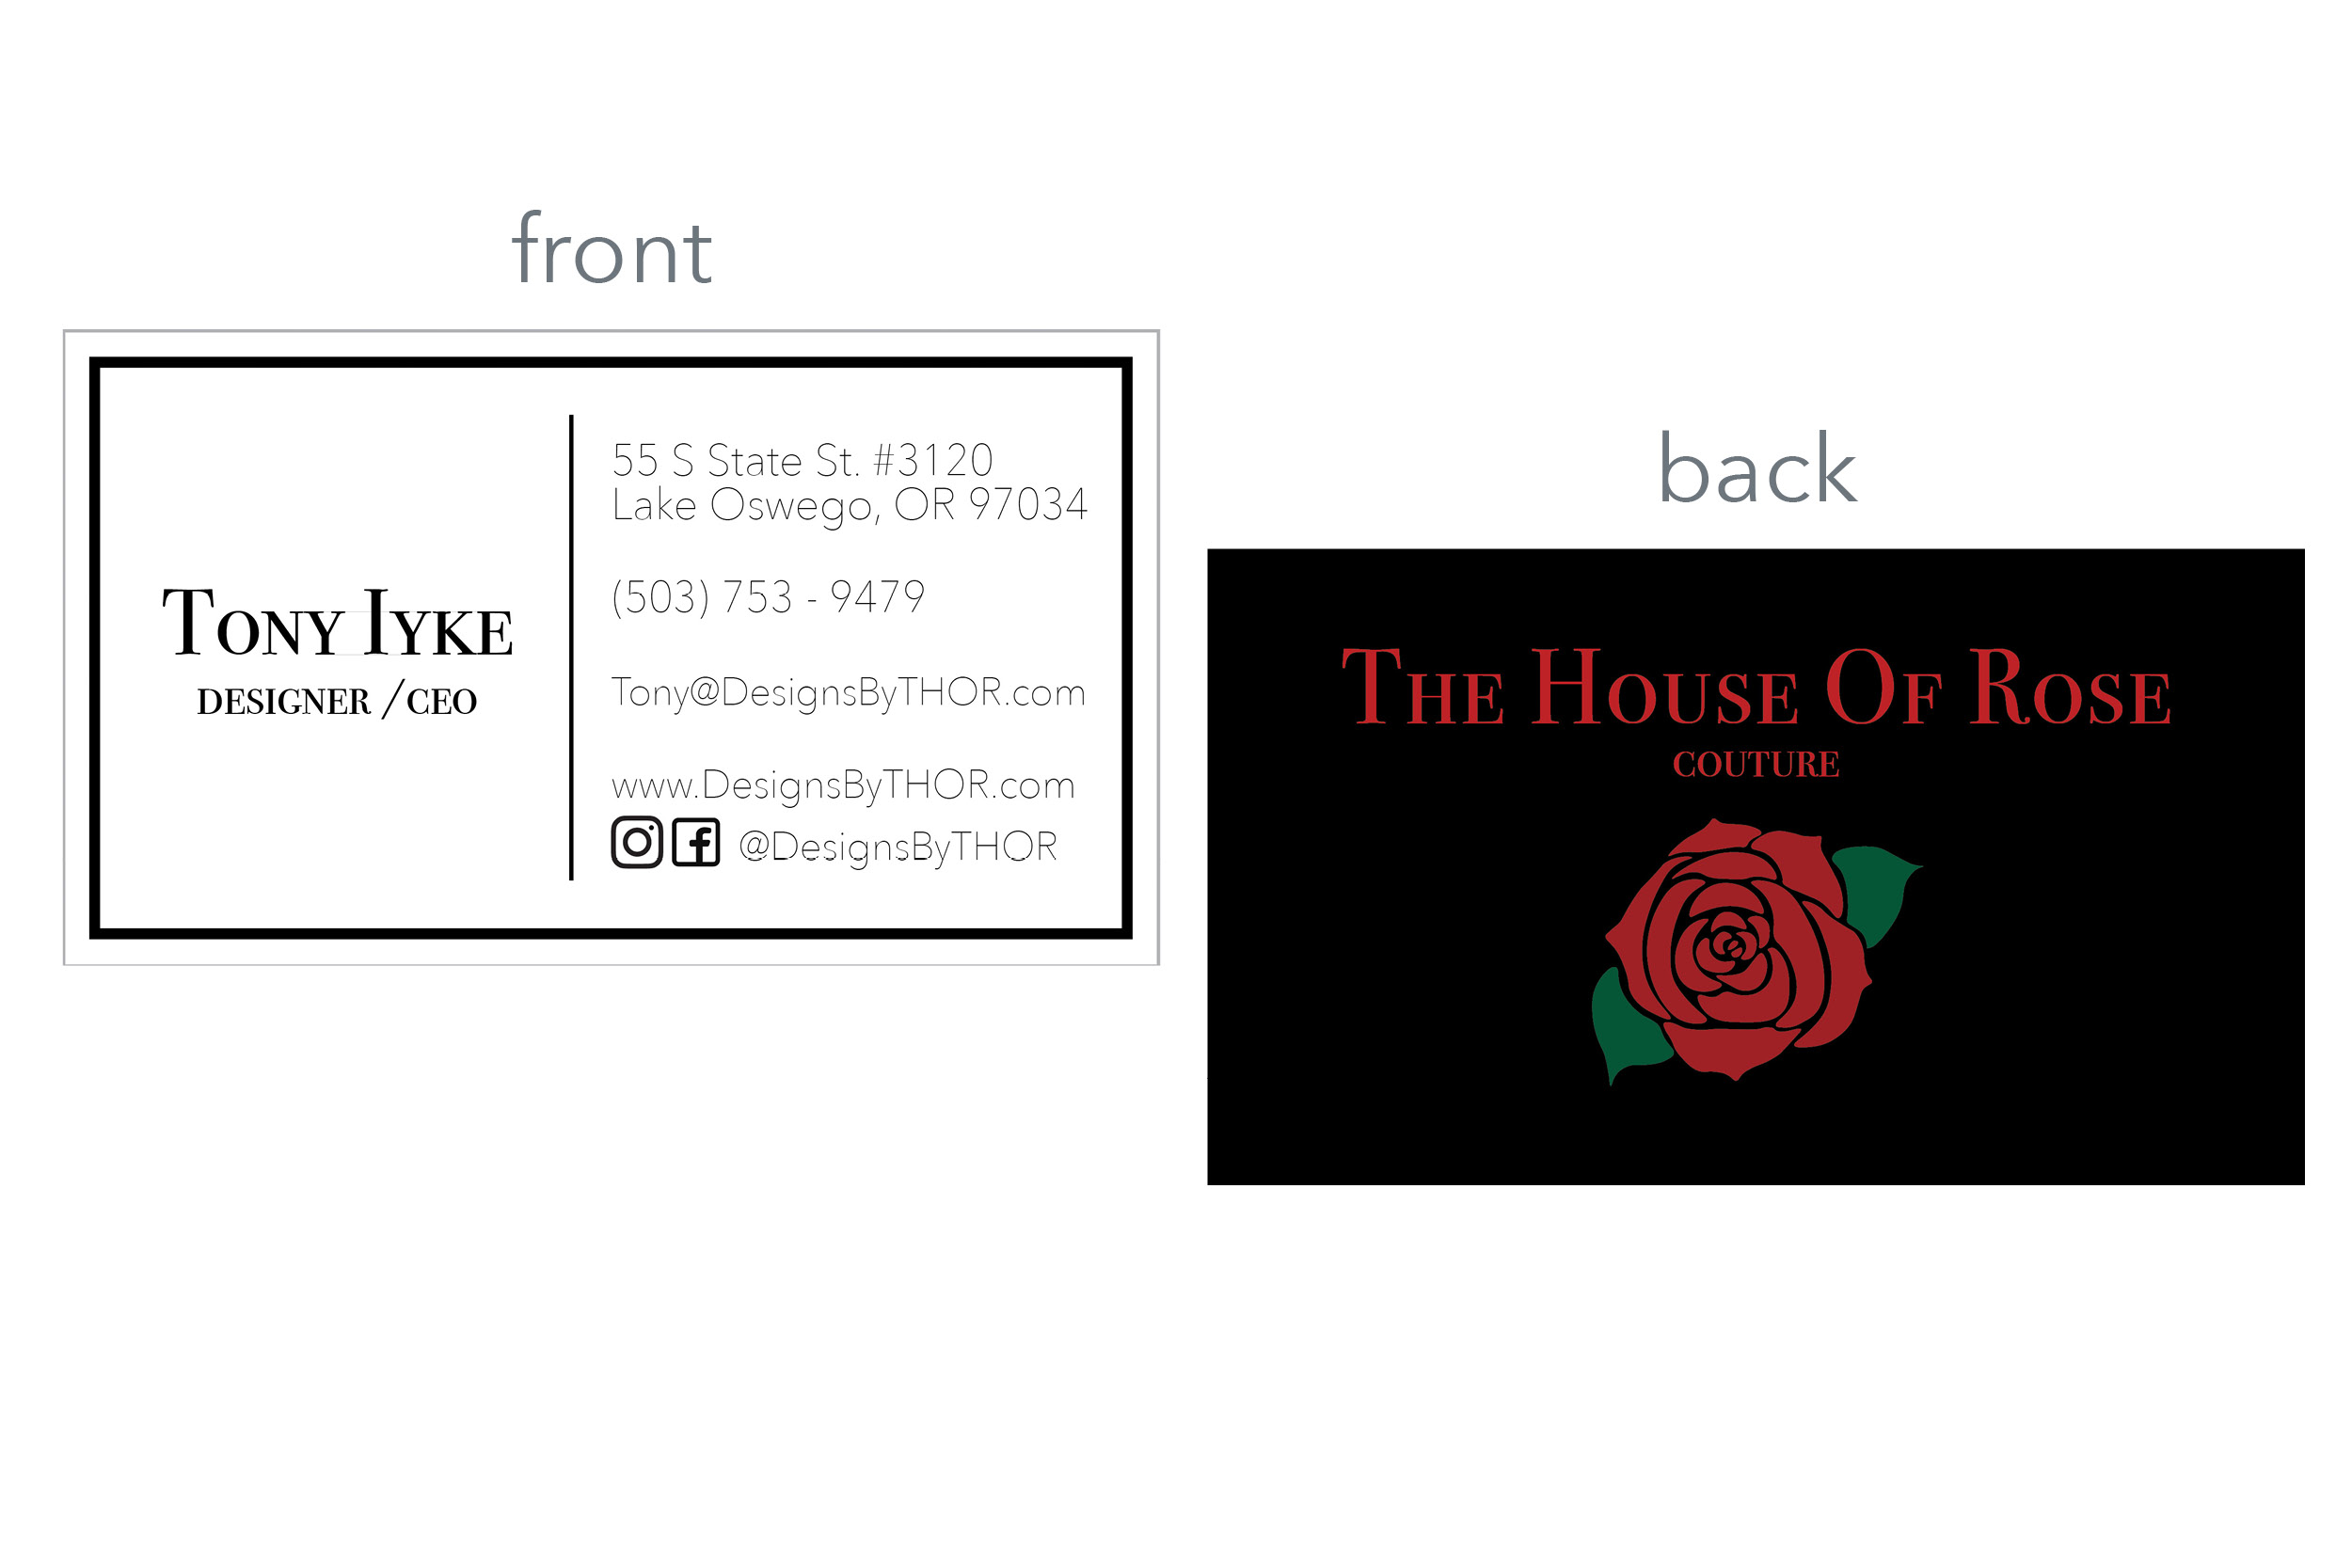 front
TONY IYKE
DESIGNER/CEO
55 S State St. #3120
Lake Oswego, OR 97034
(503) 753 - 9479
Tony@DesignsByTHOR.com
www.DesignsByTHOR.com
@DesignsByTHOR
back
THE HOUSE OF ROSE
COUTURE